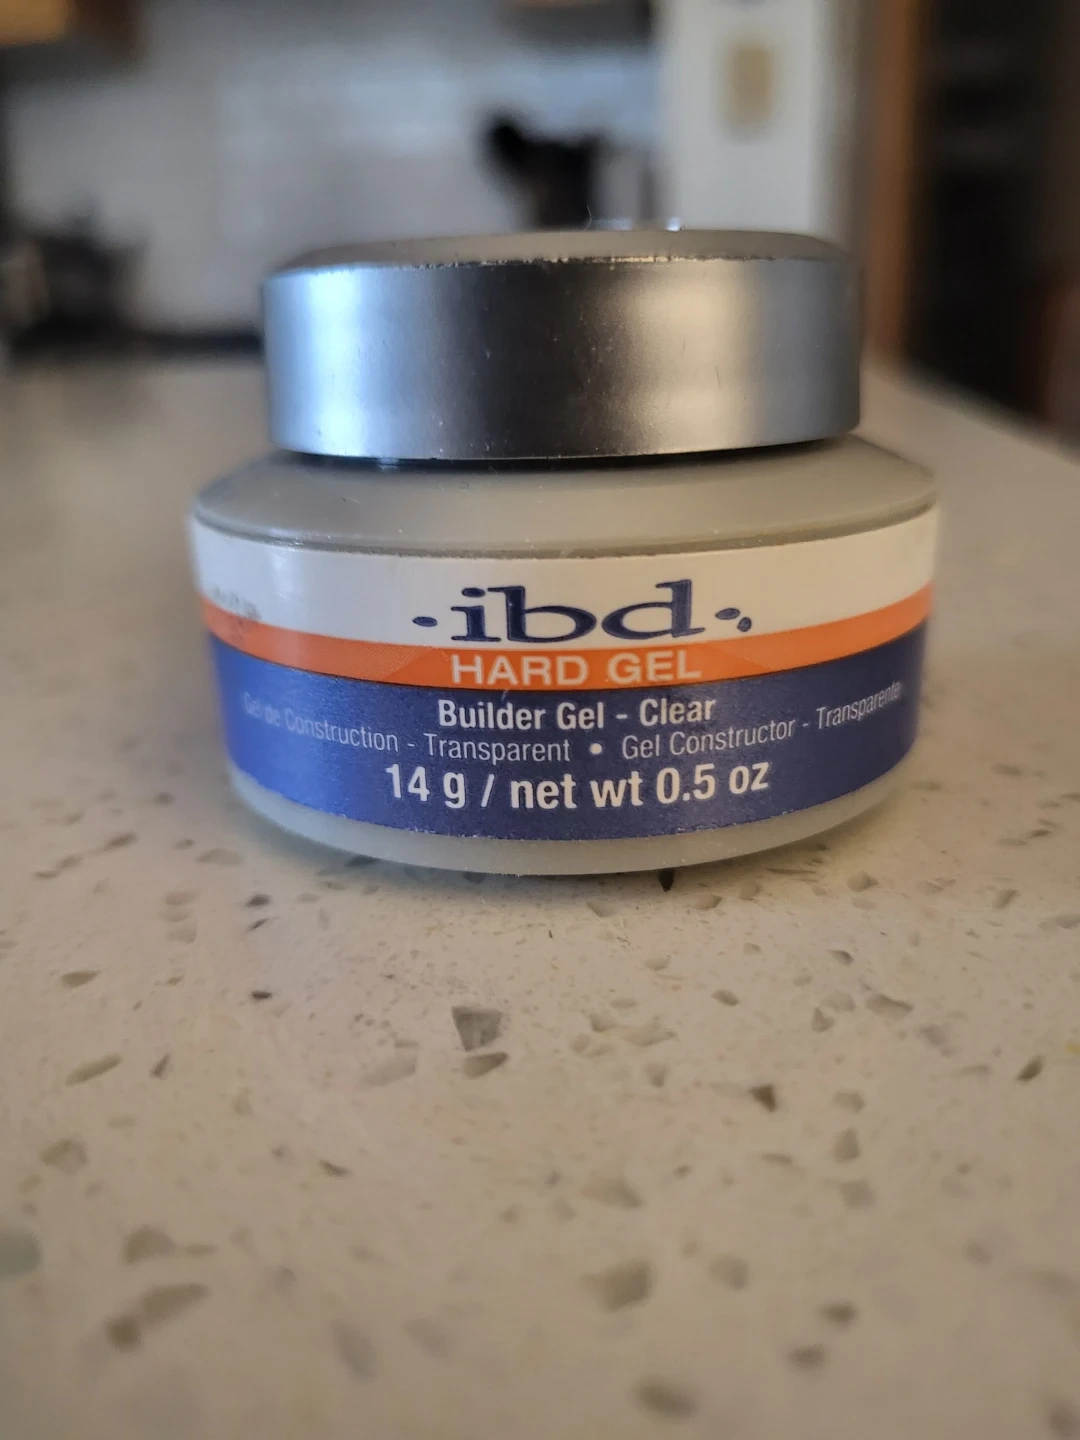 ibd
HARD GEL
Builder Gel - Clear
Gel de Construction - Transparent • Gel Constructor - Transparente
14 g / net wt 0.5 oz